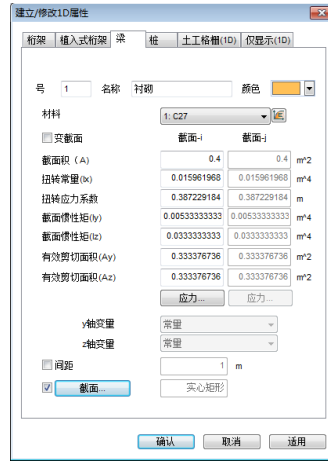 建立/修改1D属性
桁架 植入式桁架 梁 桩 土工格栅(1D) 仅显示(1D)
号 1 名称 衬砌 颜色
材料 1: C27
变截面 截面-i 截面-j
截面积 (A) 0.4 0.4 m^2
扭转常量(Ix) 0.015961968 0.015961968 m^4
扭转应力系数 0.387229184 0.387229184 m
截面惯性矩(Iy) 0.00533333333 0.00533333333 m^4
截面惯性矩(Iz) 0.0333333333 0.0333333333 m^4
有效剪切面积(Ay) 0.333376736 0.333376736 m^2
有效剪切面积(Az) 0.333376736 0.333376736 m^2
应力... 应力...
y轴变量 常量
z轴变量 常量
间距 1 m
截面... 实心矩形
确认 取消 适用